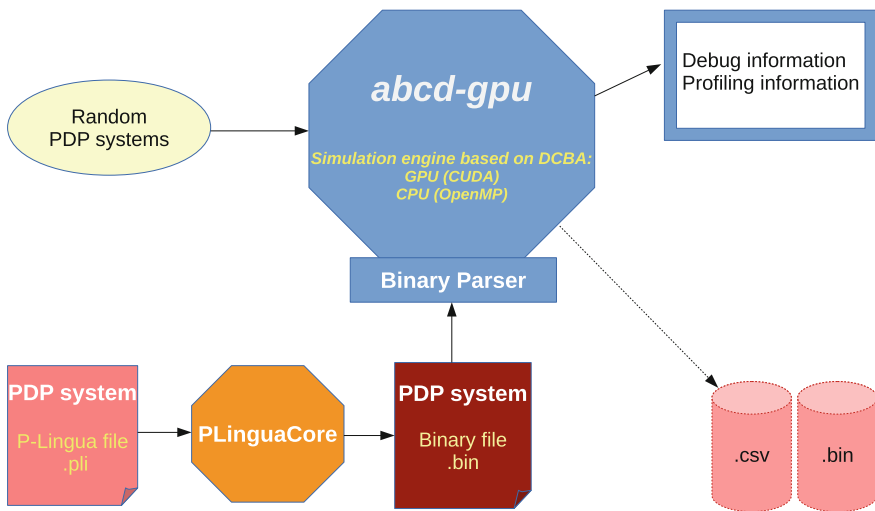 abcd-gpu
Simulation engine based on DCBA:
GPU (CUDA)
CPU (OpenMP)
Debug information
Profiling information
Random
PDP systems
Binary Parser
PDP system
P-Lingua file
.pli
PLinguaCore
PDP system
Binary file
.bin
.csv
.bin